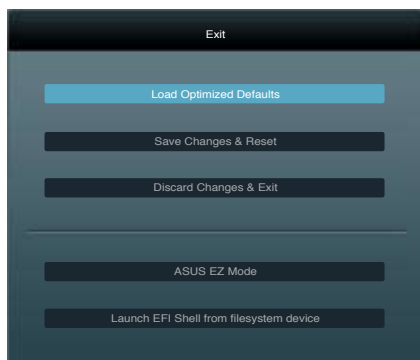 Exit
Load Optimized Defaults
Save Changes & Reset
Discard Changes & Exit
ASUS EZ Mode
Launch EFI Shell from filesystem device